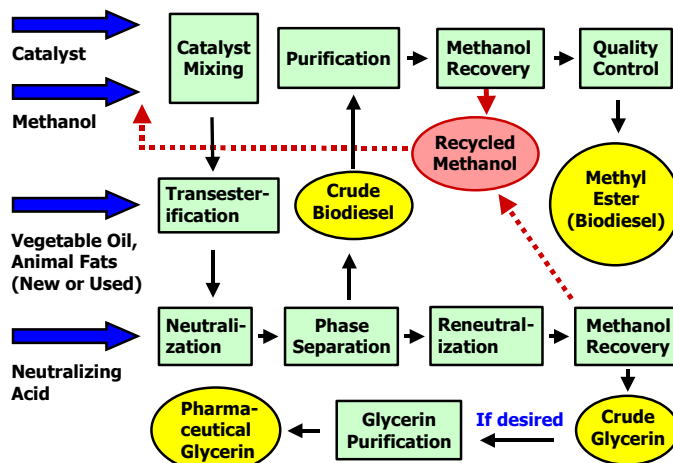 Catalyst
Methanol
Catalyst
Mixing
Purification
Methanol
Recovery
Quality
Control
Recycled
Methanol
Methyl
Ester
(Biodiesel)
Vegetable Oil,
Animal Fats
(New or Used)
Transester-
ification
Crude
Biodiesel
Neutralizing
Acid
Neutrali-
zation
Phase
Separation
Reneutral-
ization
Methanol
Recovery
Pharma-
ceutical
Glycerin
Glycerin
Purification
If desired
Crude
Glycerin